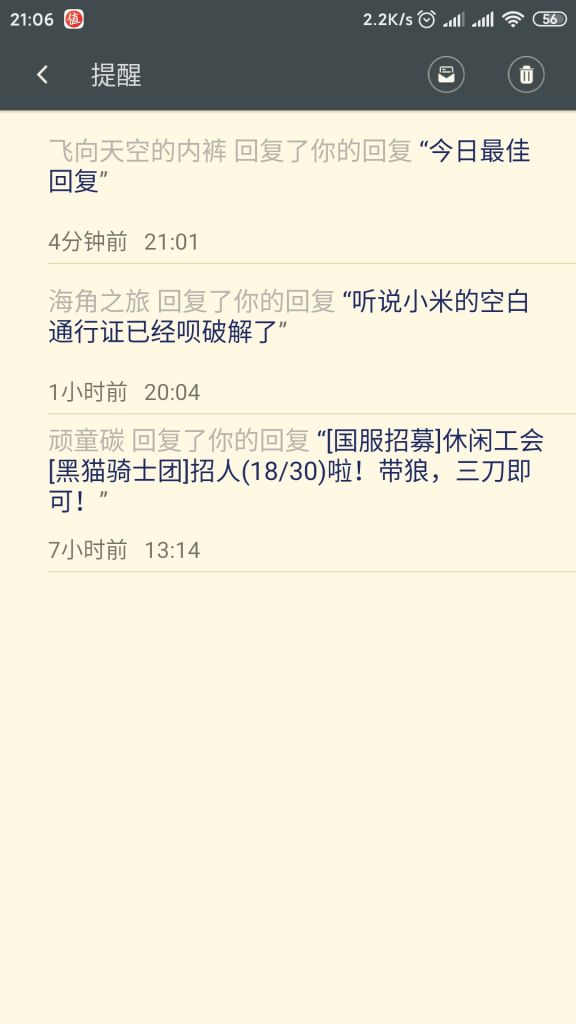 21:06 值 2.2K/s 56
提醒
飞向天空的内裤 回复了你的回复 “今日最佳
回复”
4分钟前 21:01
海角之旅 回复了你的回复 “听说小米的空白
通行证已经呗破解了”
1小时前 20:04
顽童碳 回复了你的回复 “[国服招募]休闲工会
[黑猫骑士团]招人(18/30)啦！带狼，三刀即
可！”
7小时前 13:14